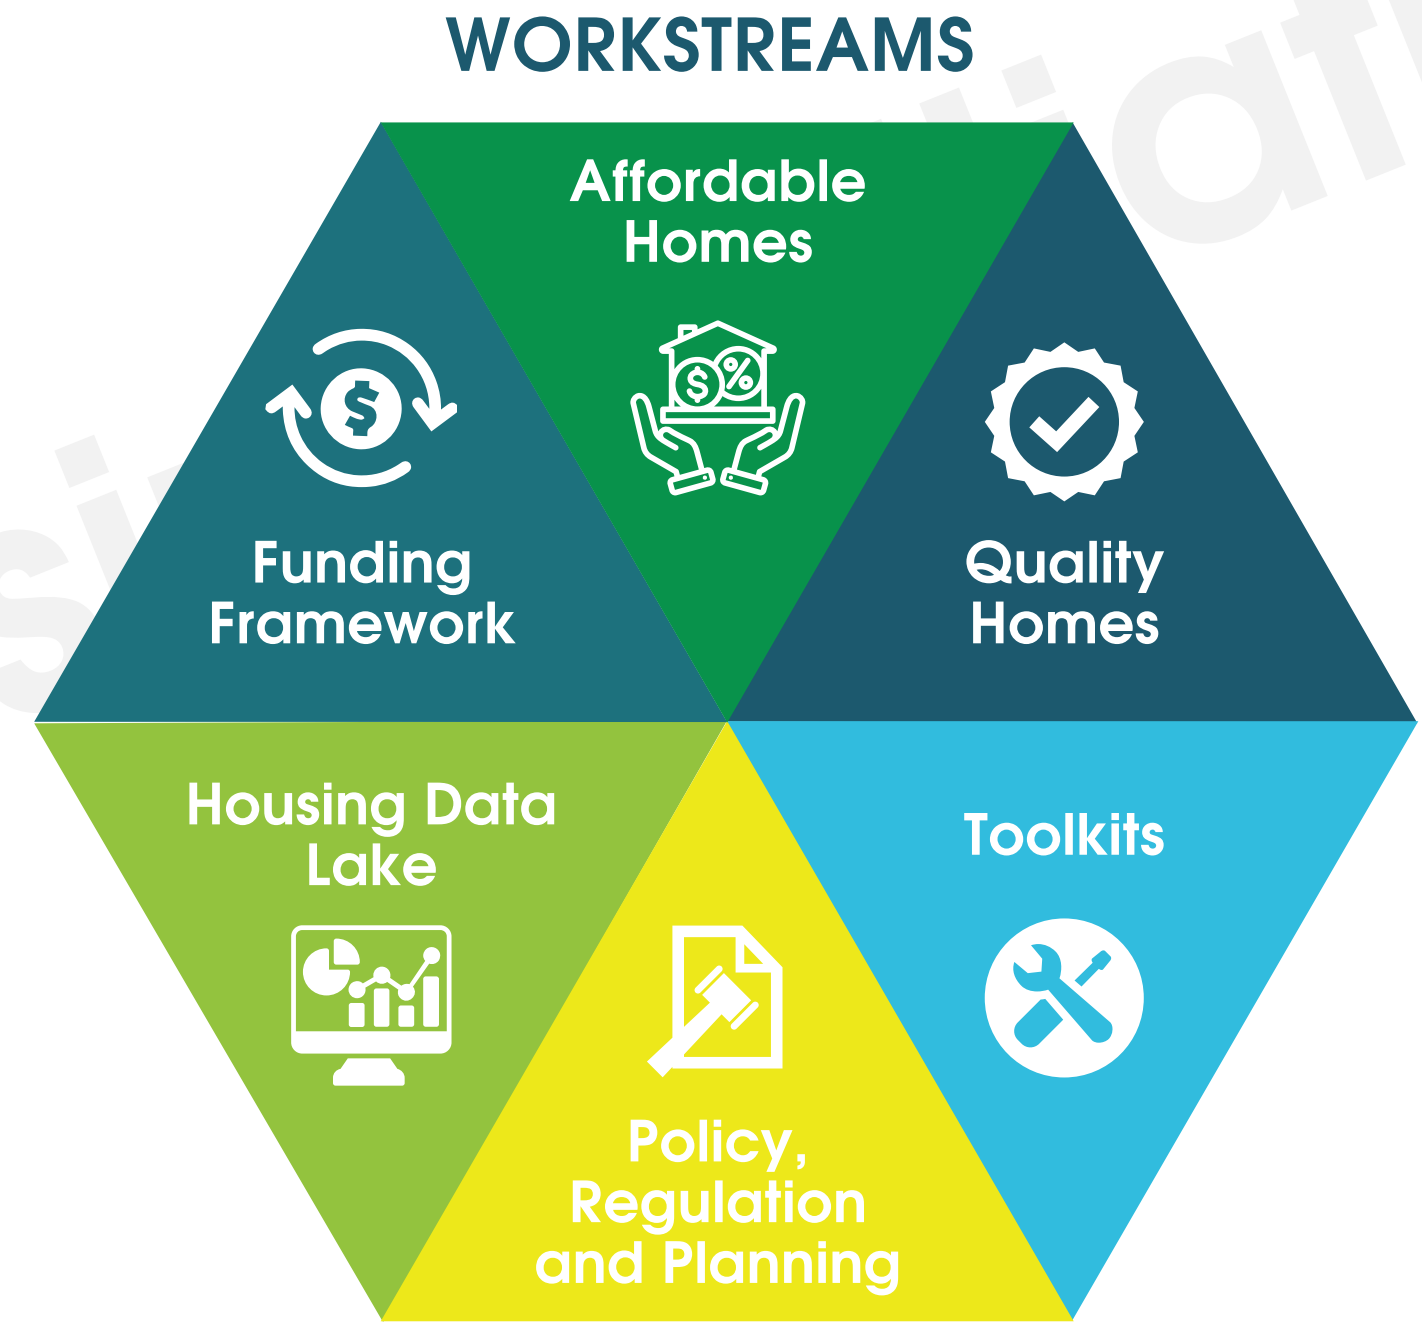 WORKSTREAMS
Affordable
Homes
Funding
Framework
Quality
Homes
Housing Data
Lake
Toolkits
Policy,
Regulation
and Planning